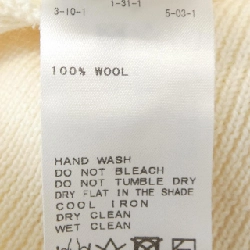 1-31-1
3-10-1 5-03-1
100% WOOL
HAND WASH
DO NOT BLEACH
DO NOT TUMBLE DRY
DRY FLAT IN THE SHADE
COOL IRON
DRY CLEAN
WET CLEAN